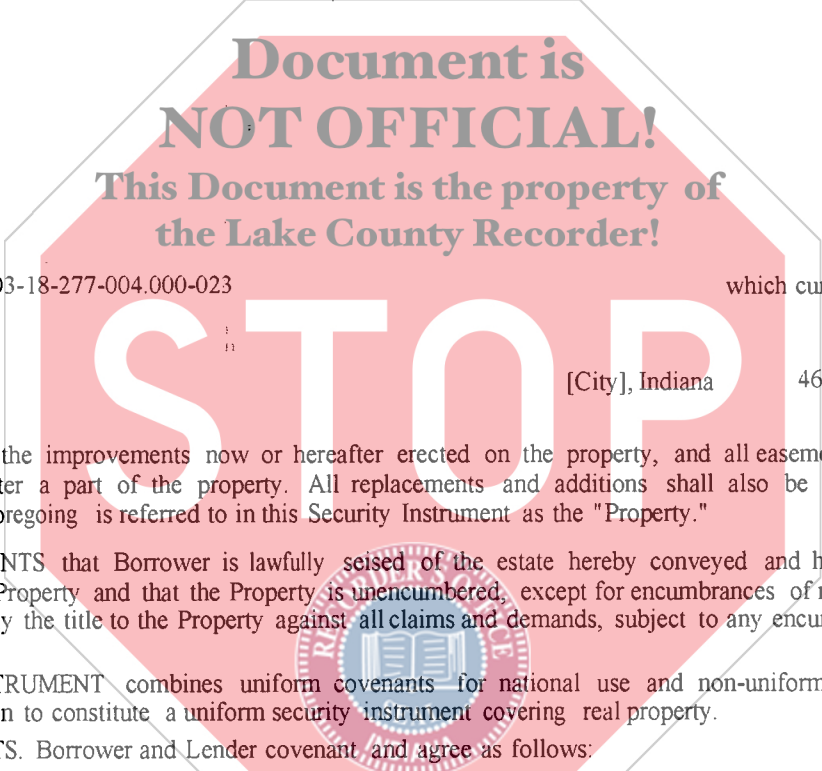 Document is
NOT OFFICIAL!
This Document is the property of
the Lake County Recorder!
3-18-277-004.000-023 which cur
STOP
[City], Indiana 46
the improvements now or hereafter erected on the property, and all easeme
ter a part of the property. All replacements and additions shall also be
oregoing is referred to in this Security Instrument as the "Property."
NTS that Borrower is lawfully seised of the estate hereby conveyed and h
Property and that the Property is unencumbered, except for encumbrances of r
y the title to the Property against all claims and demands, subject to any encu
RECORDER'S OFFICE
TRUMENT combines uniform covenants for national use and non-uniform
n to constitute a uniform security instrument covering real property.
INDIANA
TS. Borrower and Lender covenant and agree as follows: